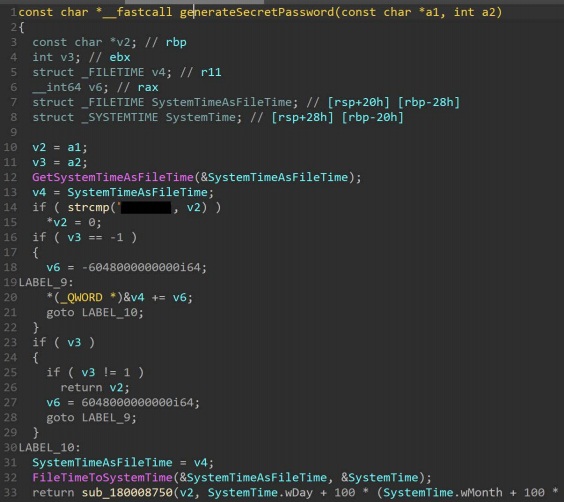 1 const char *__fastcall generateSecretPassword(const char *a1, int a2)
2 {
3 const char *v2; // rbp
4 int v3; // ebx
5 struct _FILETIME v4; // r11
6 __int64 v6; // rax
7 struct _FILETIME SystemTimeAsFileTime; // [rsp+20h] [rbp-28h]
8 struct _SYSTEMTIME SystemTime; // [rsp+28h] [rbp-20h]
9
10 v2 = a1;
11 v3 = a2;
12 GetSystemTimeAsFileTime(&SystemTimeAsFileTime);
13 v4 = SystemTimeAsFileTime;
14 if ( strcmp(" , v2) )
15 *v2 = 0;
16 if ( v3 == -1 )
17 {
18 v6 = -6048000000000i64;
19 LABEL_9:
20 *(_QWORD *)&v4 += v6;
21 goto LABEL_10;
22 }
23 if ( v3 )
24 {
25 if ( v3 != 1 )
26 return v2;
27 v6 = 6048000000000i64;
28 goto LABEL_9;
29 }
30 LABEL_10:
31 SystemTimeAsFileTime = v4;
32 FileTimeToSystemTime(&SystemTimeAsFileTime, &SystemTime);
33 return sub_180008750(v2, SystemTime.wDay + 100 * (SystemTime.wMonth + 100 *